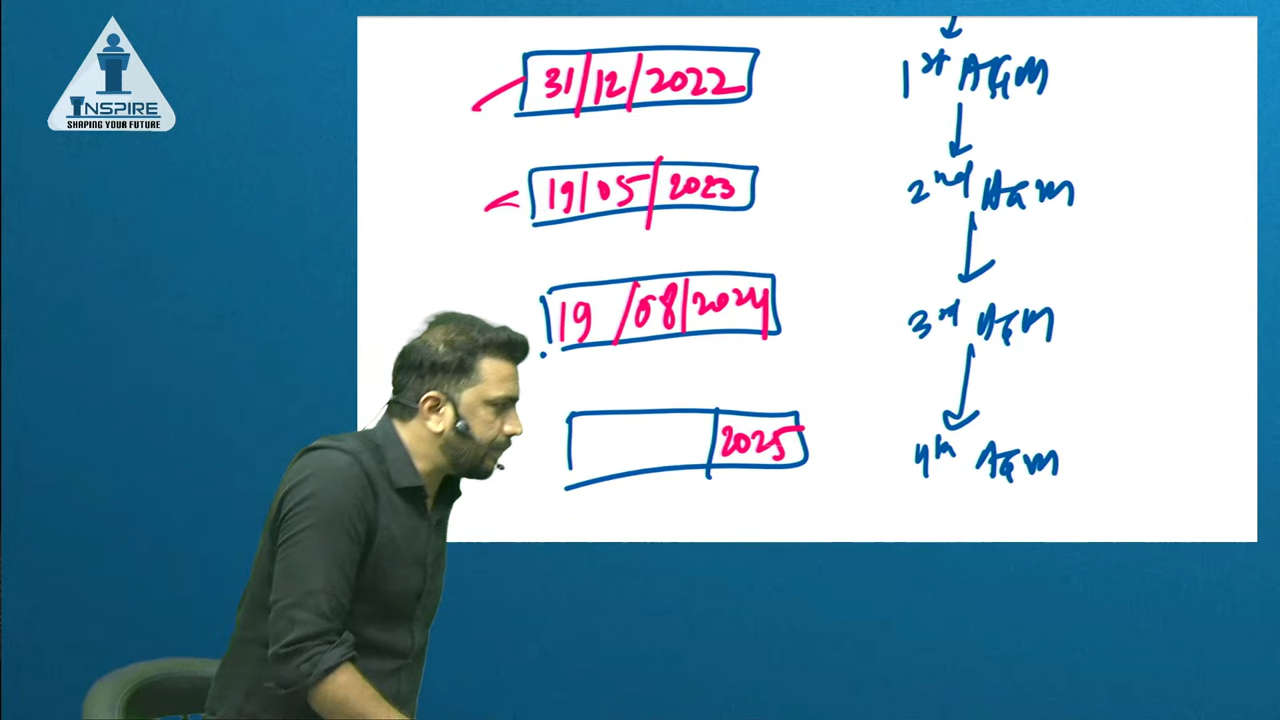 INSPIRE
SHAPING YOUR FUTURE
31/12/2022
1st AGM
19/05/2023
2nd AGM
19/08/2024
3rd AGM
2025
4th AGM